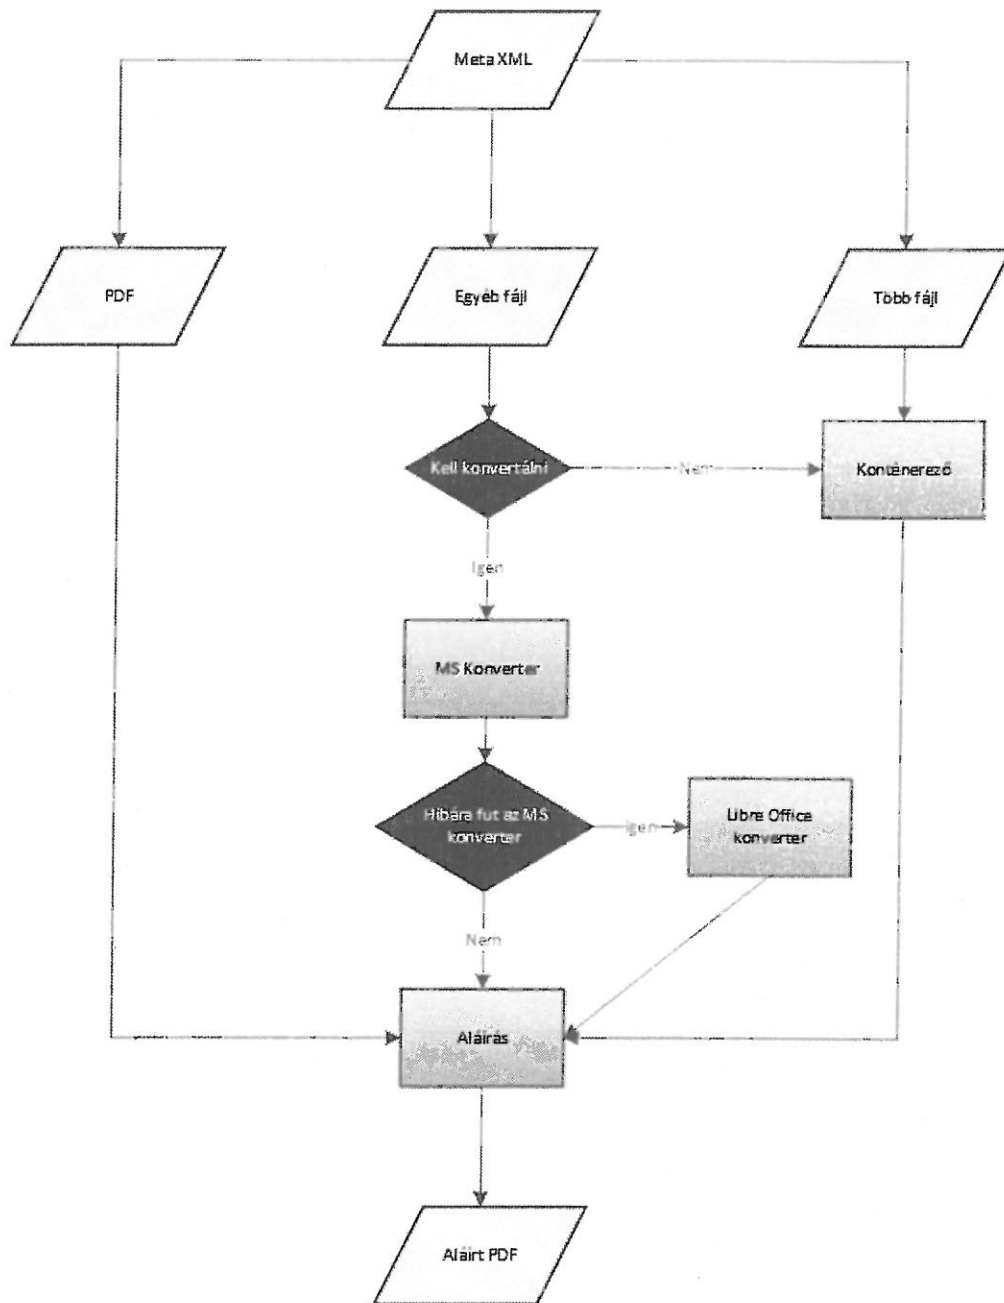 Meta XML
PDF
Egyéb fájl
Több fájl
Kell konvertálni
Nem
Konténerező
Igen
MS Konverter
Hibára fut az MS
konverter
Igen
Libre Office
konverter
Nem
Aláírás
Aláírt PDF